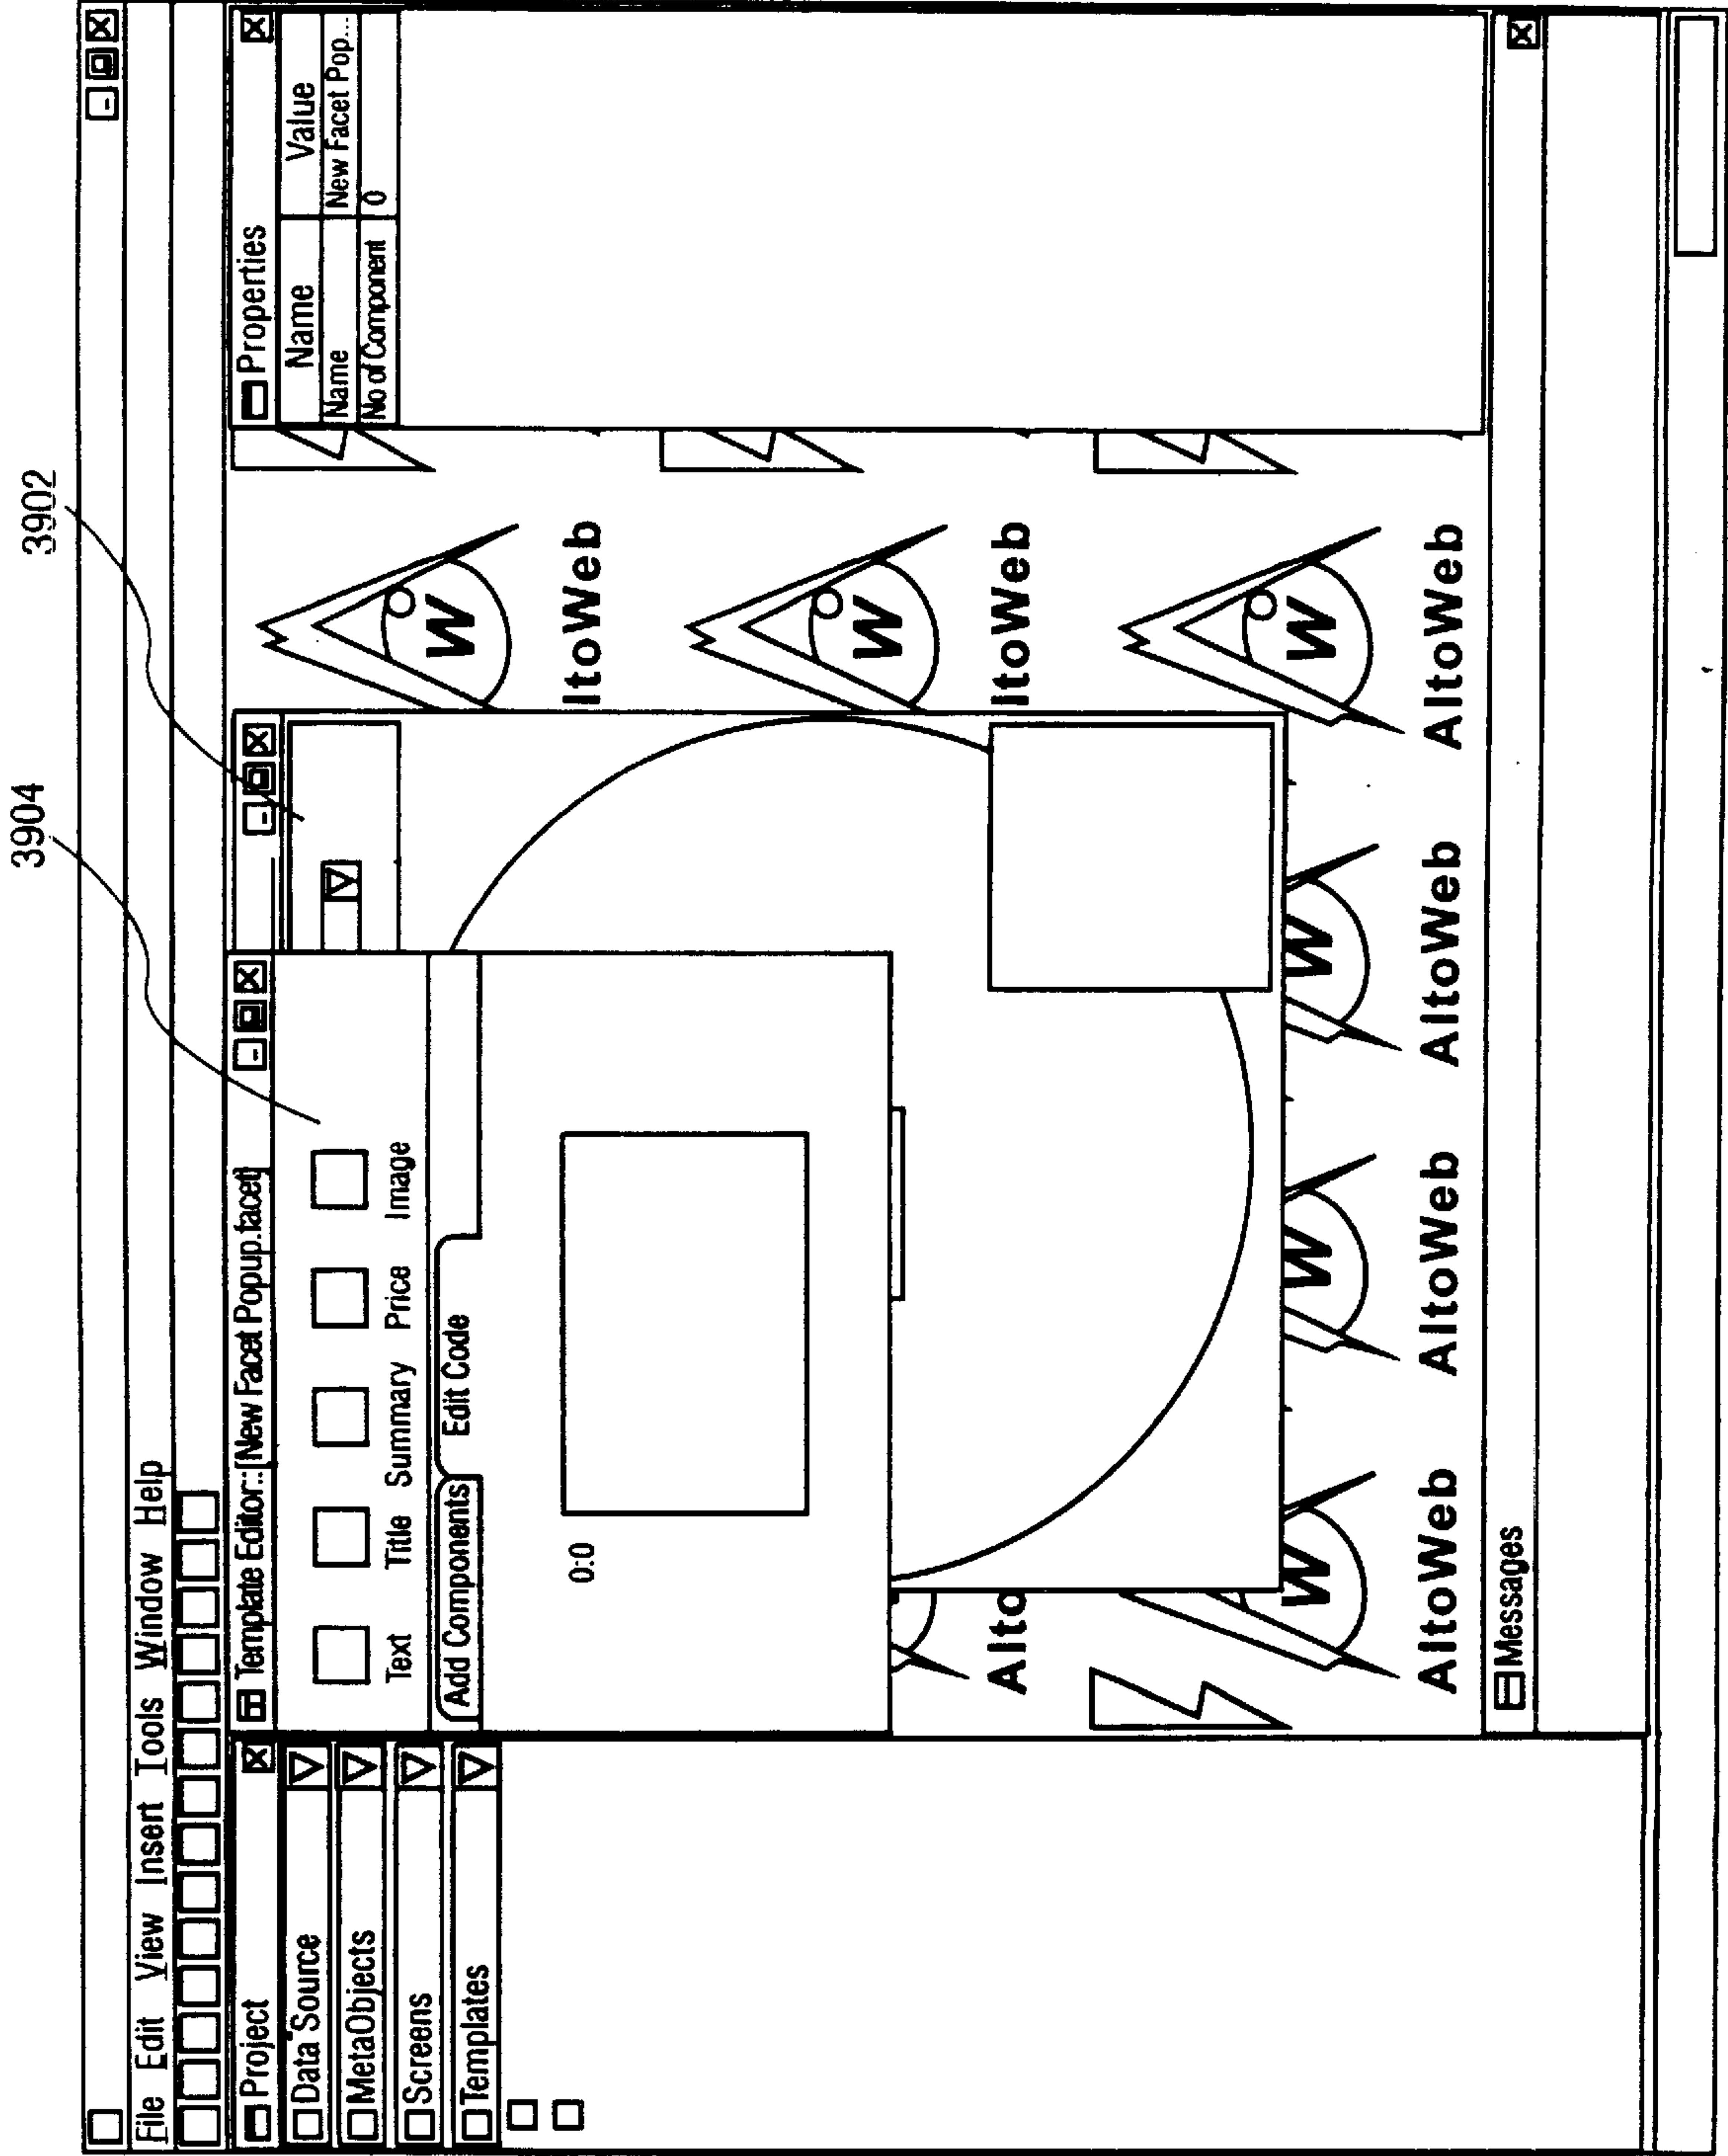 3904
3902
File Edit View Insert Tools Window Help
Project
Data Source
MetaObjects
Screens
Templates
Template Editor::[New Facet Popup.facet]
Text Title Summary Price Image
Add Components Edit Code
0:0
Properties
Name Value
Name New Facet Pop...
No of Component 0
W
ltoWeb
W
ltoWeb
Alto
W
AltoWeb
W
AltoWeb
W
AltoWeb
W
AltoWeb
W
AltoWeb
Messages